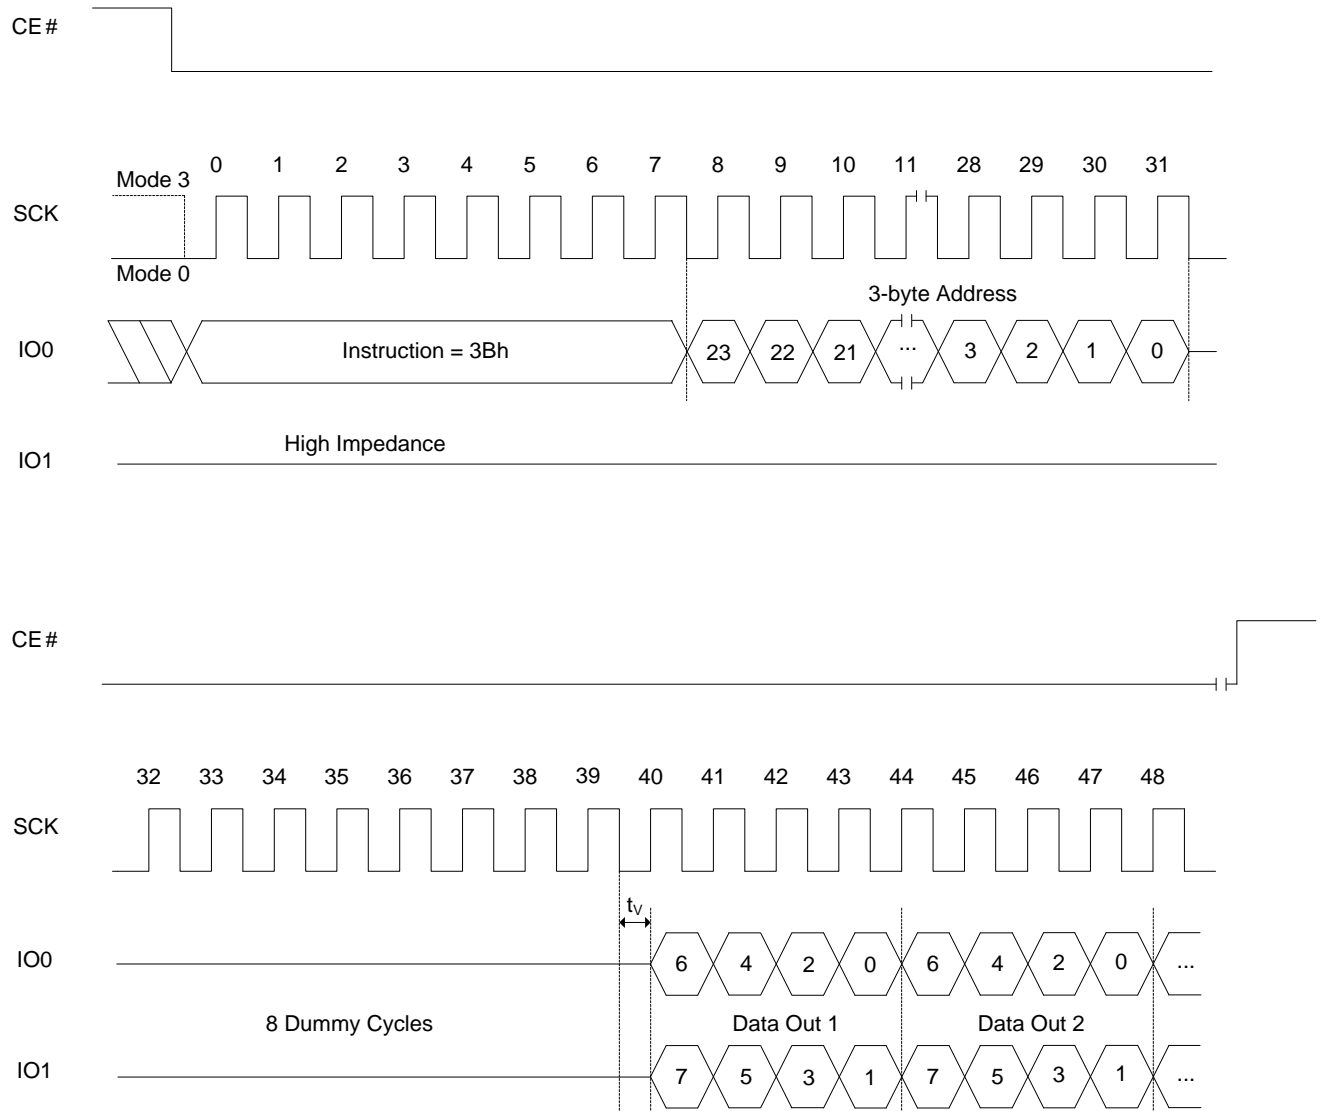 CE#
0 1 2 3 4 5 6 7 8 9 10 11 28 29 30 31
Mode 3
SCK
Mode 0
3-byte Address
IO0
Instruction = 3Bh
23 22 21 ... 3 2 1 0
High Impedance
IO1
CE#
32 33 34 35 36 37 38 39 40 41 42 43 44 45 46 47 48
SCK
tV
IO0
6 4 2 0 6 4 2 0 ...
8 Dummy Cycles
Data Out 1
Data Out 2
IO1
7 5 3 1 7 5 3 1 ...